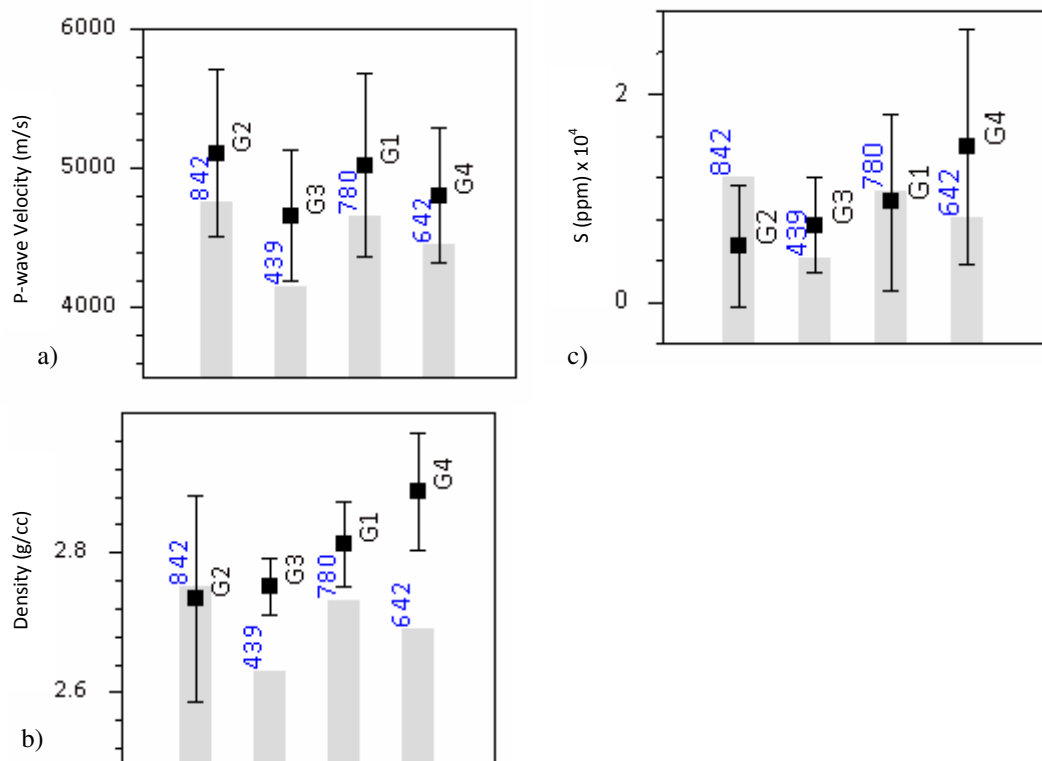 6000
5000
4000
P-wave Velocity (m/s)
842
G2
439
G3
780
G1
642
G4
a)
2
0
S (ppm) x 10⁴
842
G2
439
G3
780
G1
642
G4
c)
2.8
2.6
Density (g/cc)
842
G2
439
G3
780
G1
642
G4
b)